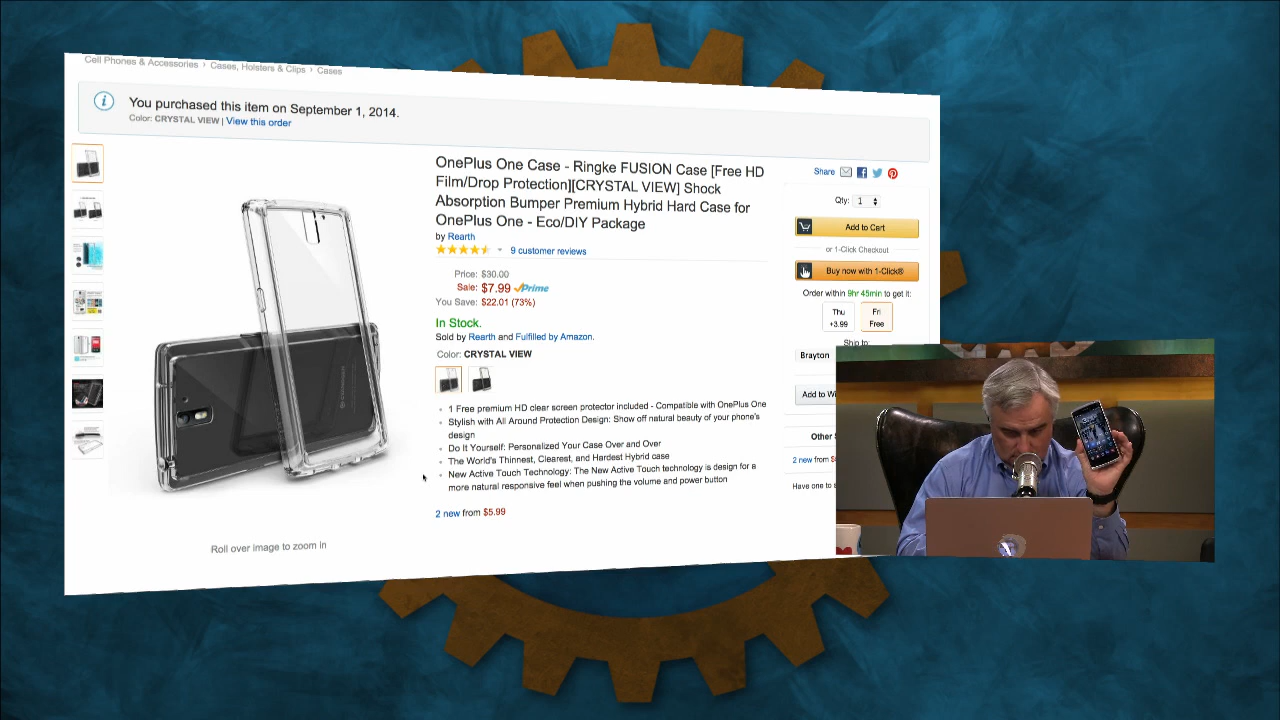 Cell Phones & Accessories › Cases, Holsters & Clips › Cases
You purchased this item on September 1, 2014.
Color: CRYSTAL VIEW | View this order
OnePlus One Case - Ringke FUSION Case [Free HD
Film/Drop Protection][CRYSTAL VIEW] Shock
Absorption Bumper Premium Hybrid Hard Case for
OnePlus One - Eco/DIY Package
by Rearth
9 customer reviews
Price: $30.00
Sale: $7.99 Prime
You Save: $22.01 (73%)
In Stock.
Sold by Rearth and Fulfilled by Amazon.
Color: CRYSTAL VIEW
1 Free premium HD clear screen protector included - Compatible with OnePlus One
Stylish with All Around Protection Design: Show off natural beauty of your phone's
design
Do It Yourself: Personalized Your Case Over and Over
The World's Thinnest, Clearest, and Hardest Hybrid case
New Active Touch Technology: The New Active Touch technology is design for a
more natural responsive feel when pushing the volume and power button
2 new from $5.99
Roll over image to zoom in
Share
Qty: 1
Add to Cart
or 1-Click Checkout
Buy now with 1-Click®
Order within 9hr 45min to get it:
Thu
+3.99
Fri
Free
Ship to:
Brayton
Add to Wi
Other S
2 new from $
Have one to s